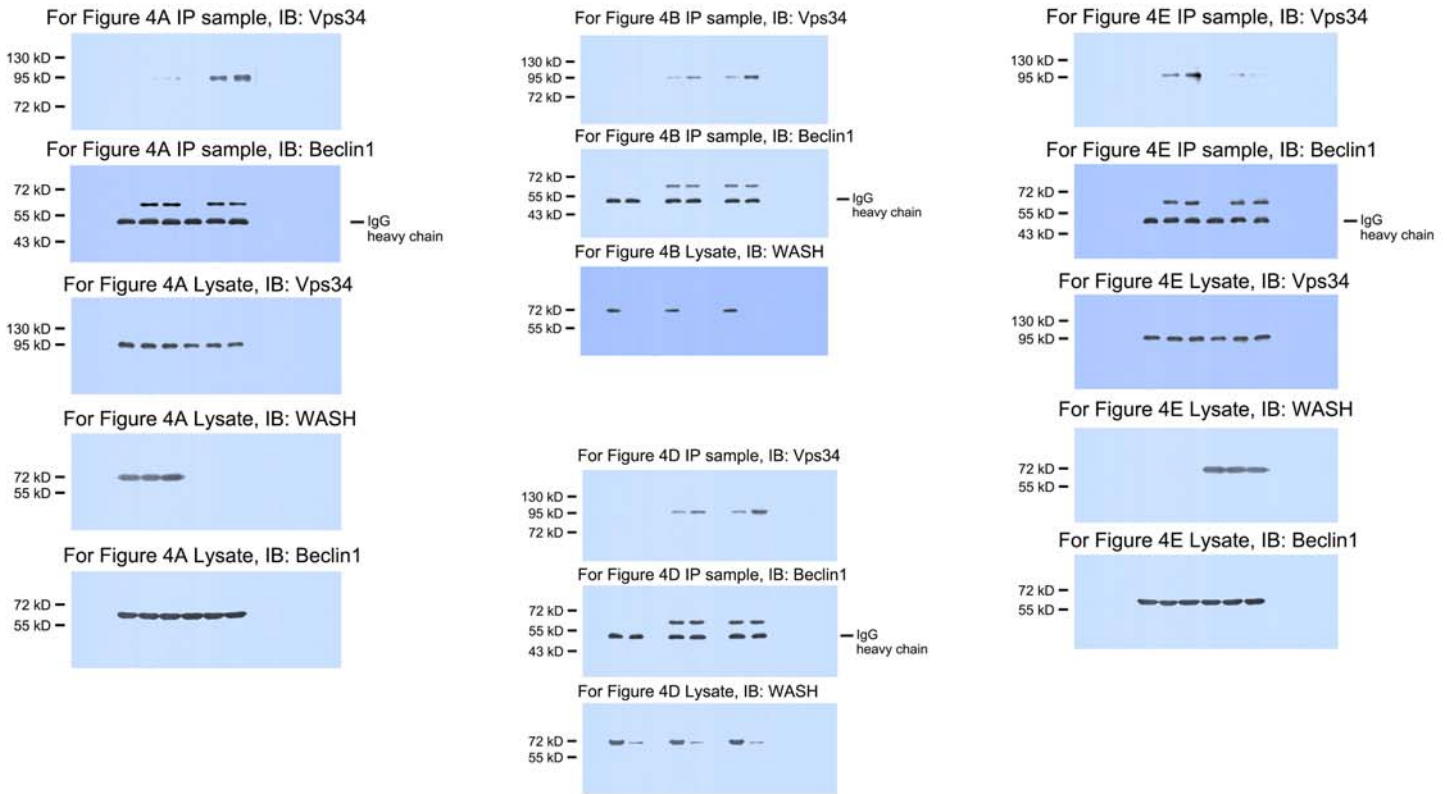 For Figure 4A IP sample, IB: Vps34
130 kD
95 kD
72 kD
For Figure 4A IP sample, IB: Beclin1
72 kD
55 kD
43 kD
IgG
heavy chain
For Figure 4A Lysate, IB: Vps34
130 kD
95 kD
For Figure 4A Lysate, IB: WASH
72 kD
55 kD
For Figure 4A Lysate, IB: Beclin1
72 kD
55 kD
For Figure 4B IP sample, IB: Vps34
130 kD
95 kD
72 kD
For Figure 4B IP sample, IB: Beclin1
72 kD
55 kD
43 kD
IgG
heavy chain
For Figure 4B Lysate, IB: WASH
72 kD
55 kD
For Figure 4D IP sample, IB: Vps34
130 kD
95 kD
72 kD
For Figure 4D IP sample, IB: Beclin1
72 kD
55 kD
43 kD
IgG
heavy chain
For Figure 4D Lysate, IB: WASH
72 kD
55 kD
For Figure 4E IP sample, IB: Vps34
130 kD
95 kD
For Figure 4E IP sample, IB: Beclin1
72 kD
55 kD
43 kD
IgG
heavy chain
For Figure 4E Lysate, IB: Vps34
130 kD
95 kD
For Figure 4E Lysate, IB: WASH
72 kD
55 kD
For Figure 4E Lysate, IB: Beclin1
72 kD
55 kD